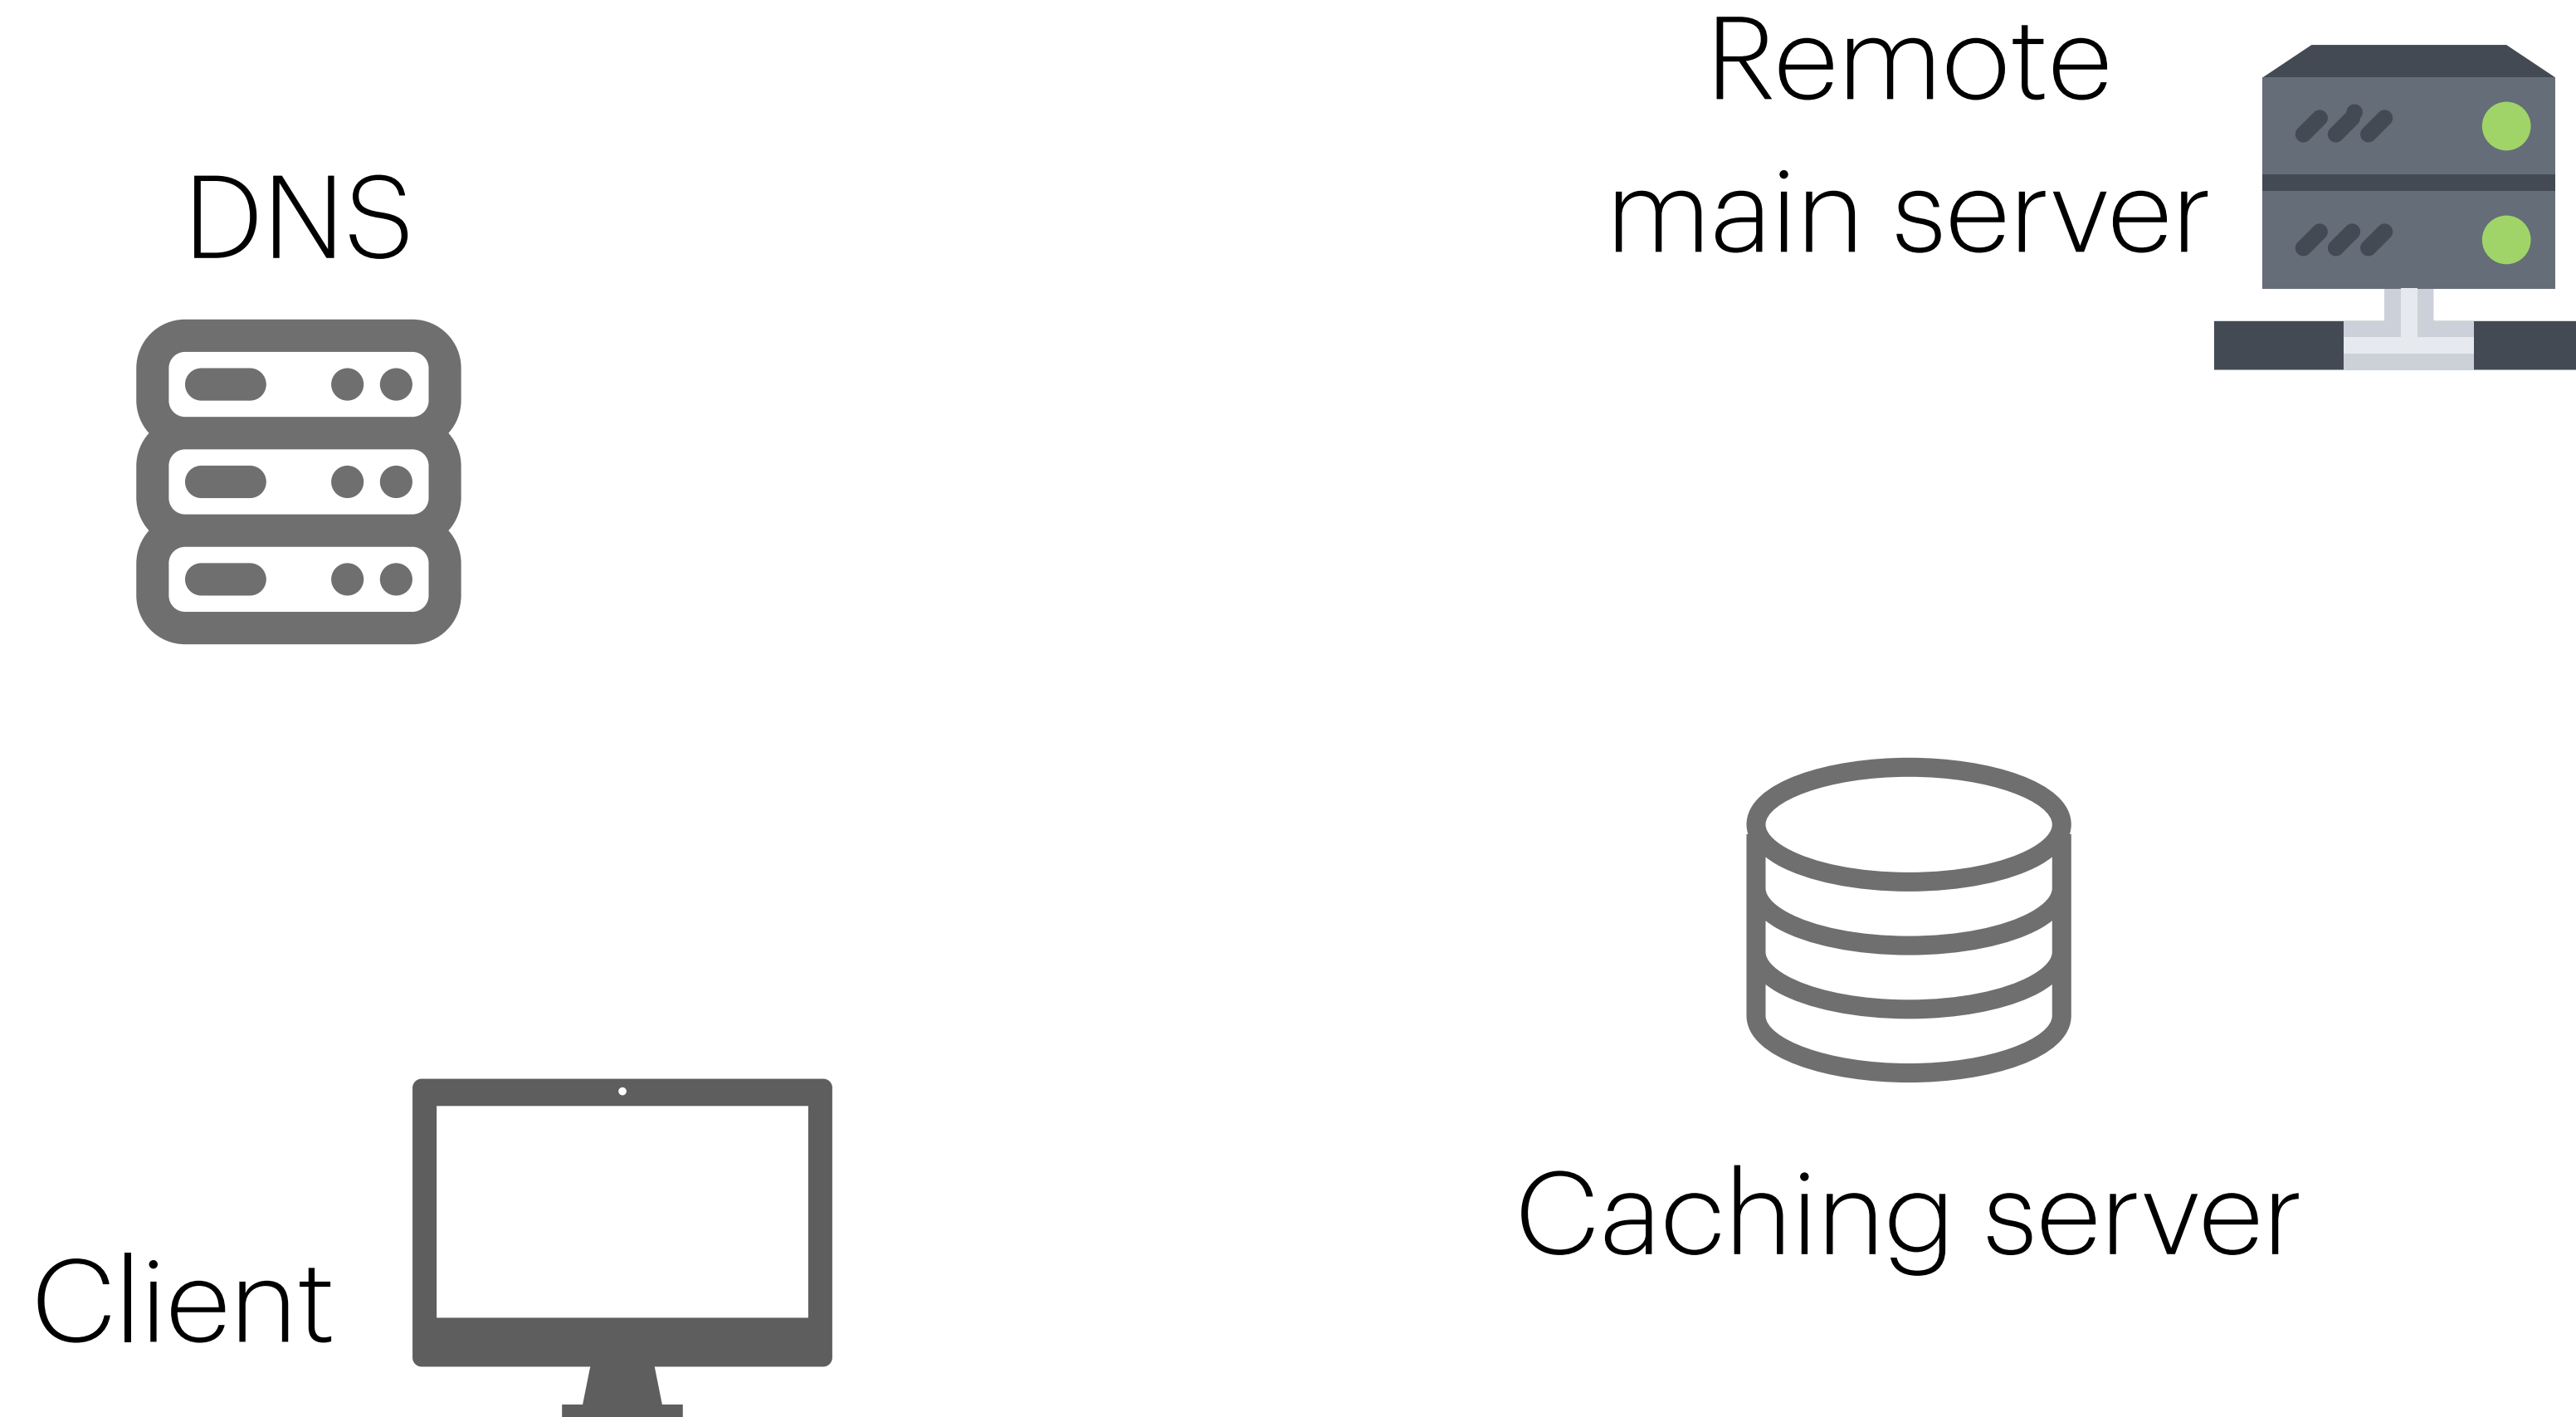 Remote
main server
DNS
Caching server
Client